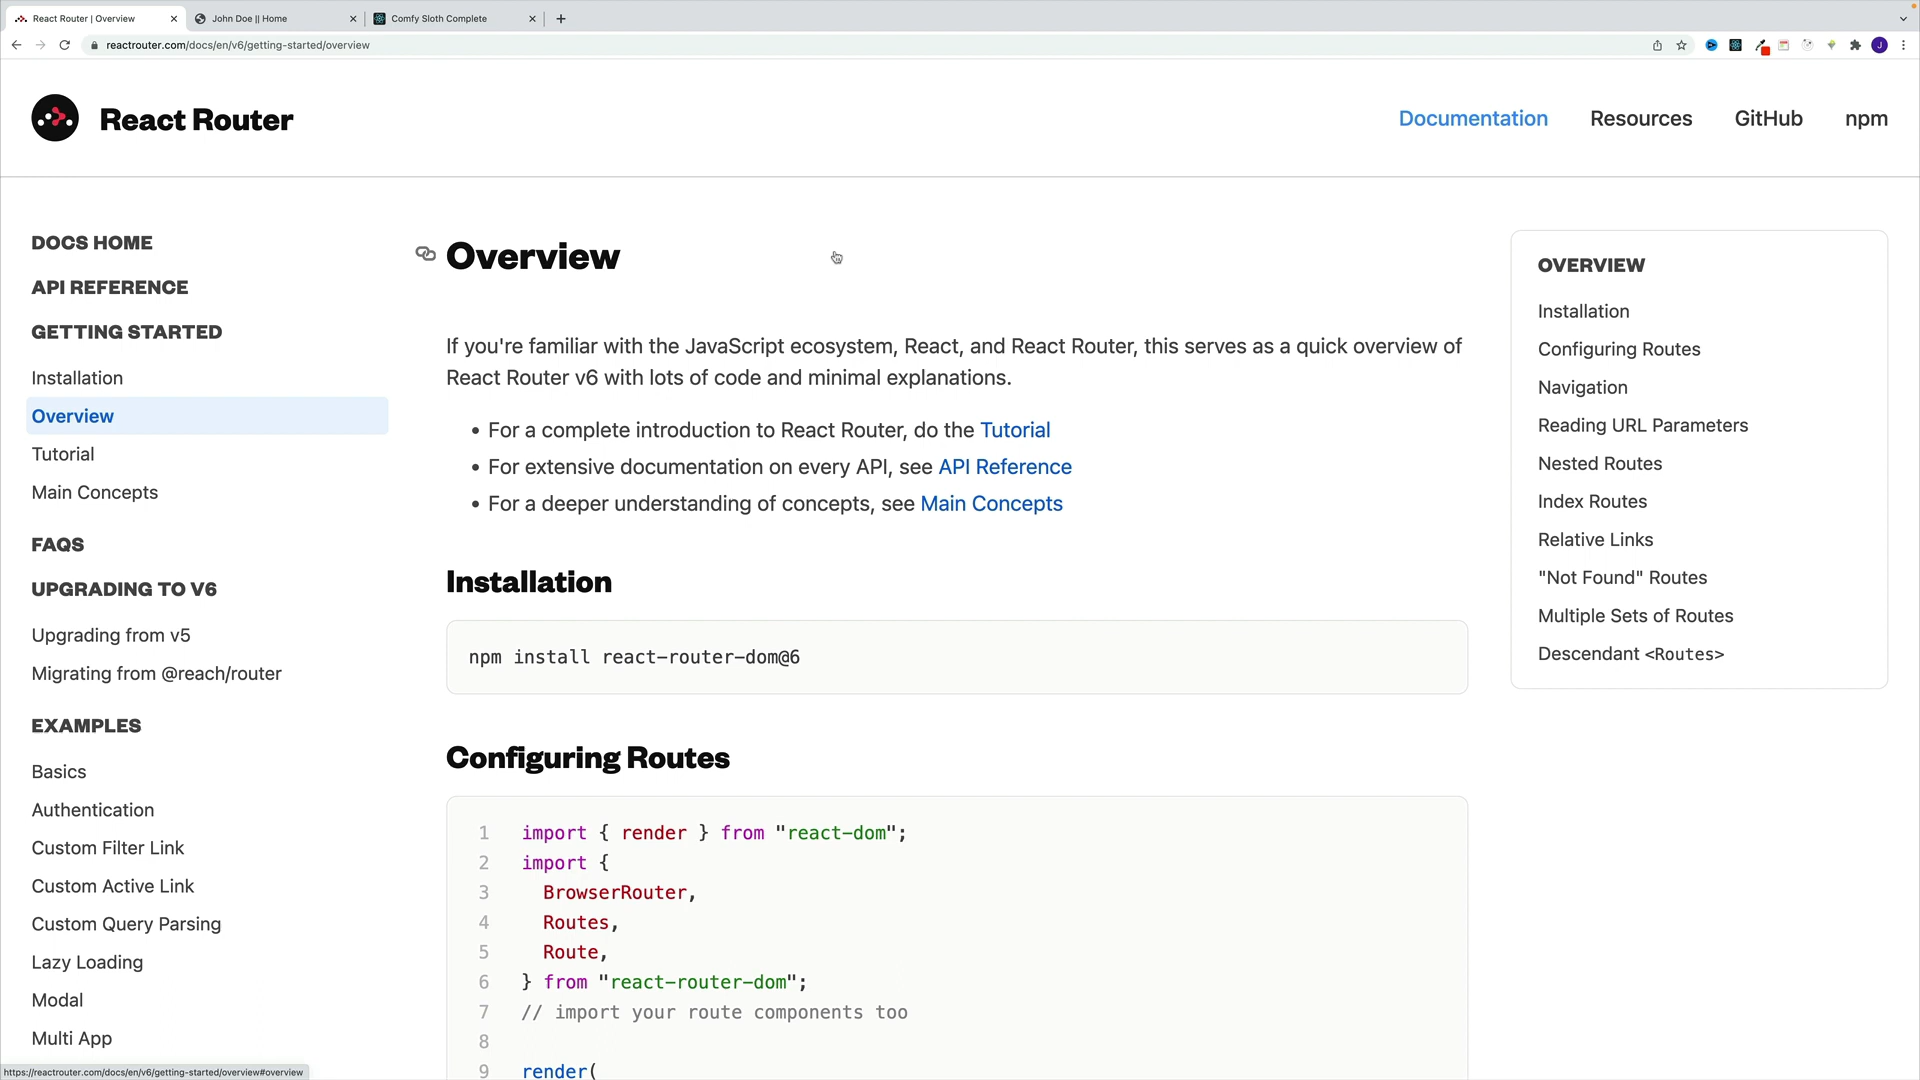 React Router | Overview
John Doe || Home
Comfy Sloth Complete
reactrouter.com/docs/en/v6/getting-started/overview
J
React Router
Documentation
Resources
GitHub
npm
DOCS HOME
API REFERENCE
GETTING STARTED
Installation
Overview
Tutorial
Main Concepts
FAQS
UPGRADING TO V6
Upgrading from v5
Migrating from @reach/router
EXAMPLES
Basics
Authentication
Custom Filter Link
Custom Active Link
Custom Query Parsing
Lazy Loading
Modal
Multi App
Overview
If you're familiar with the JavaScript ecosystem, React, and React Router, this serves as a quick overview of
React Router v6 with lots of code and minimal explanations.
• For a complete introduction to React Router, do the Tutorial
• For extensive documentation on every API, see API Reference
• For a deeper understanding of concepts, see Main Concepts
Installation
npm install react-router-dom@6
Configuring Routes
1 import { render } from "react-dom";
2 import {
3 BrowserRouter,
4 Routes,
5 Route,
6 } from "react-router-dom";
7 // import your route components too
8
9 render(
OVERVIEW
Installation
Configuring Routes
Navigation
Reading URL Parameters
Nested Routes
Index Routes
Relative Links
"Not Found" Routes
Multiple Sets of Routes
Descendant <Routes>
https://reactrouter.com/docs/en/v6/getting-started/overview#overview